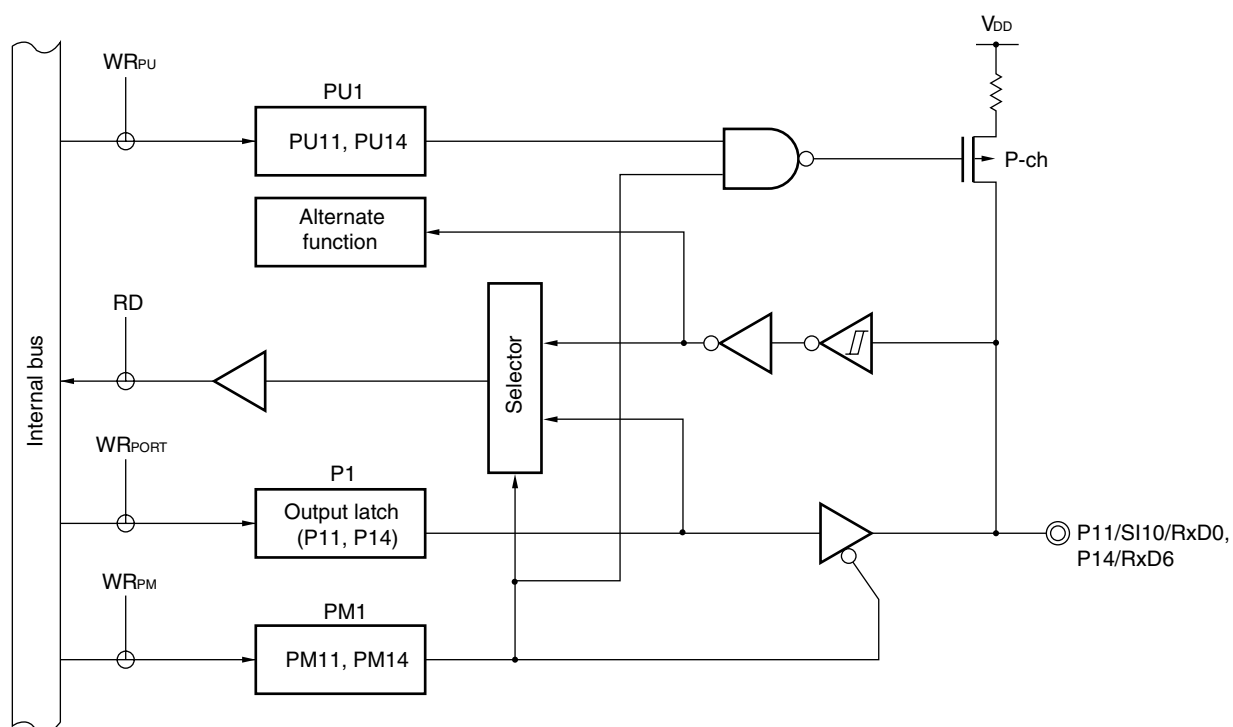 VDD
WRPU
PU1
PU11, PU14
P-ch
Alternate
function
RD
Internal bus
Selector
WRPORT
P1
Output latch
(P11, P14)
P11/SI10/RxD0,
P14/RxD6
WRPM
PM1
PM11, PM14